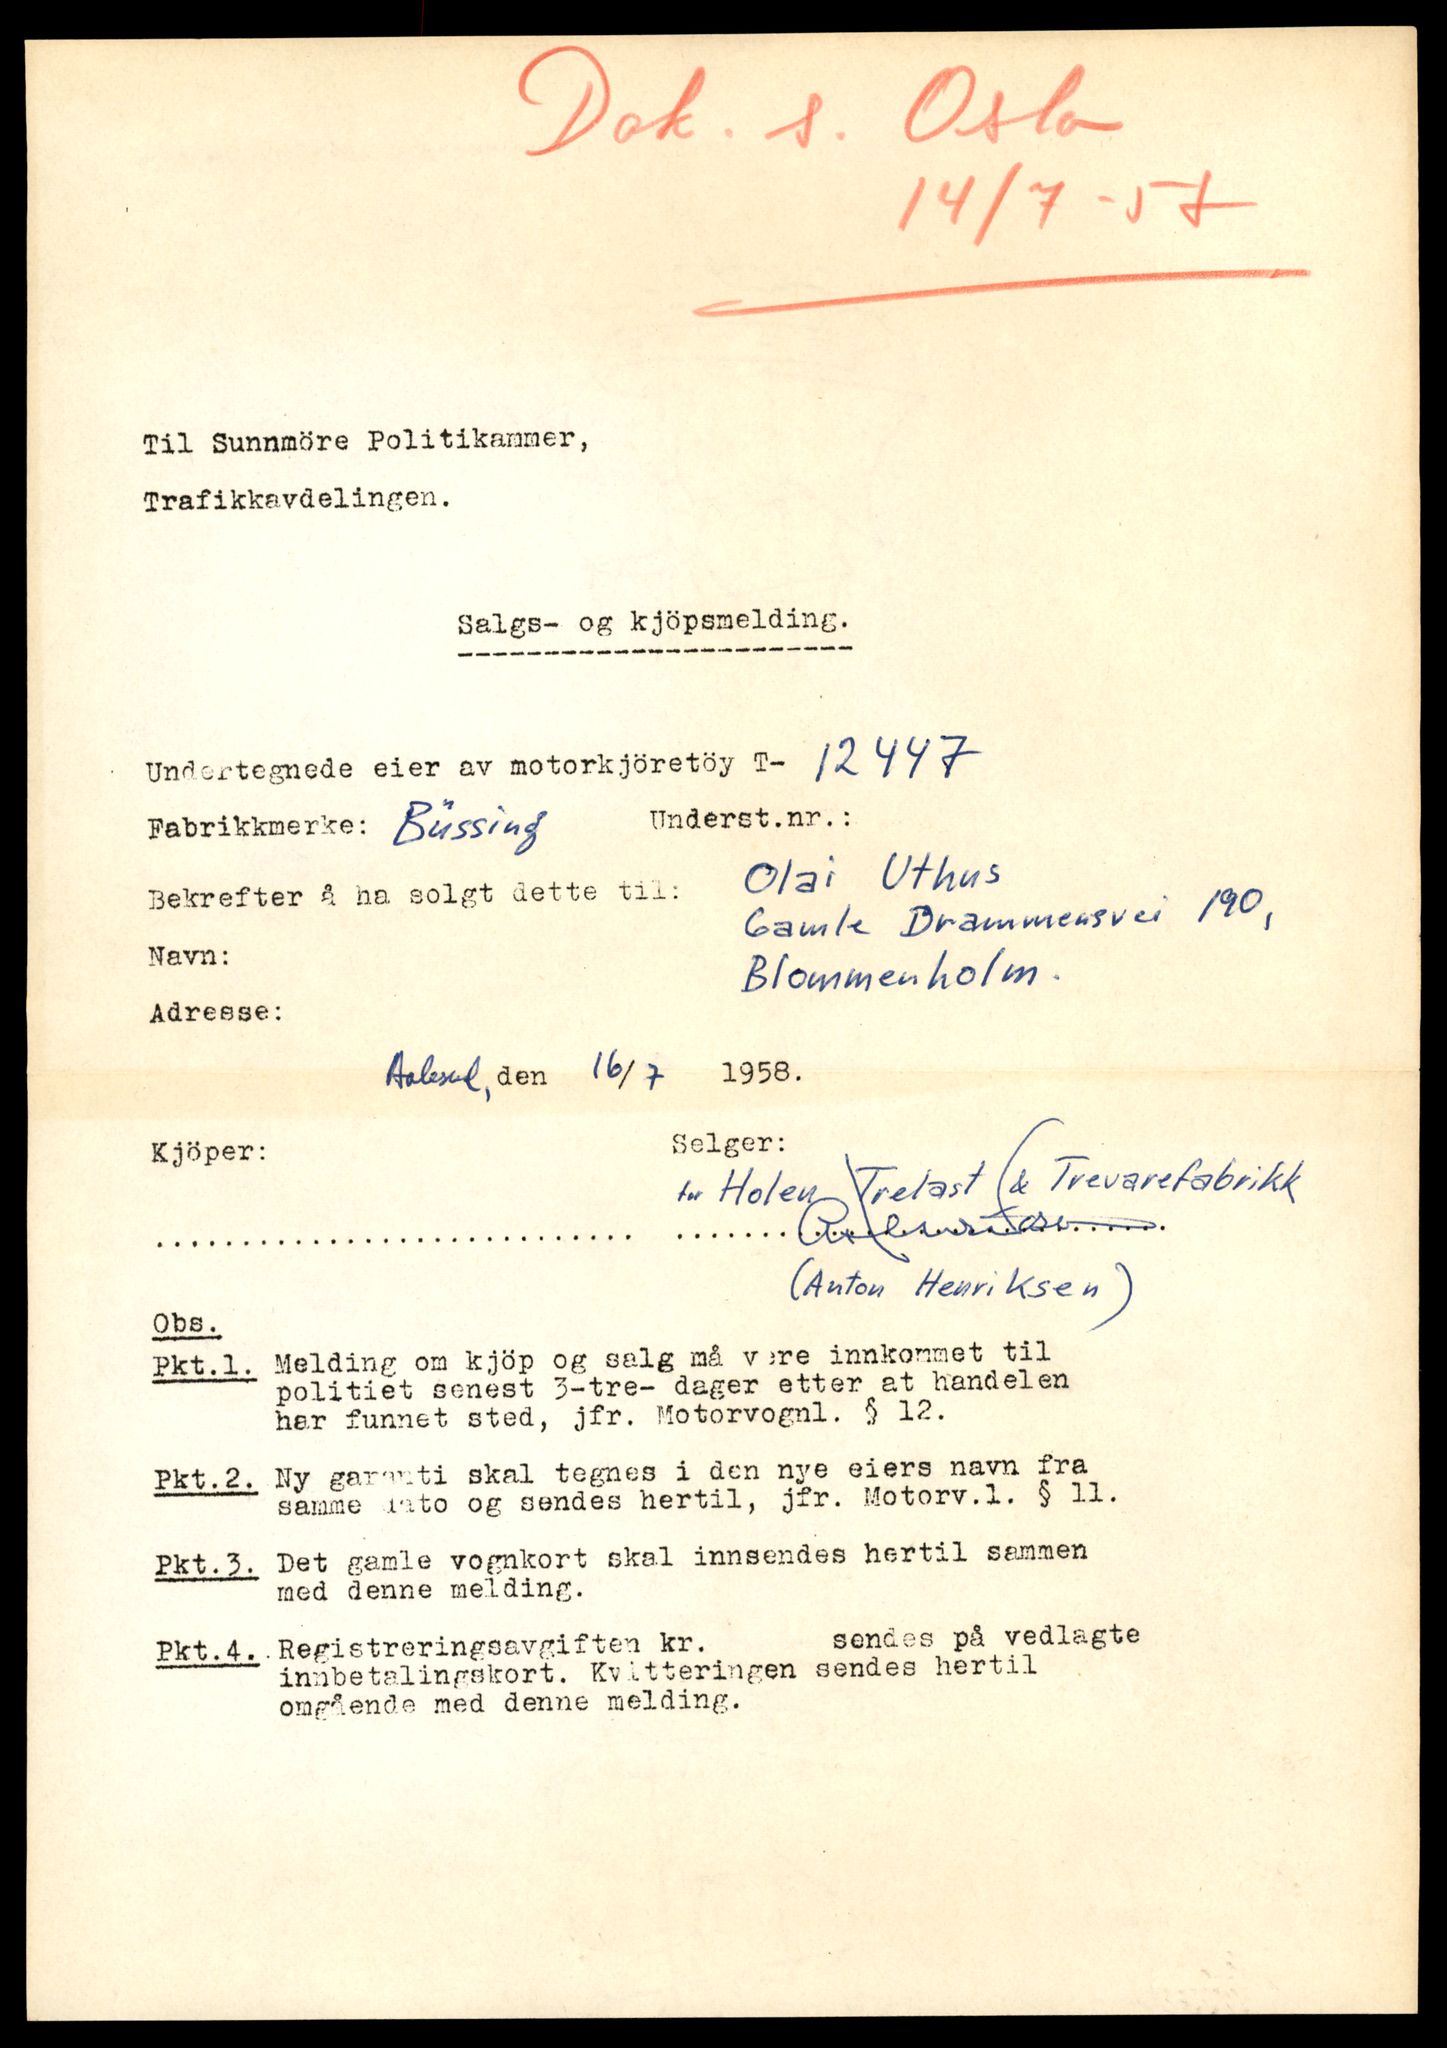 Dok. s. Oslo
14/7-57
Til Sunnmöre Politikammer,
Trafikkavdelingen.
Salgs- og kjöpsmelding.
Undertegnede eier av motorkjöretöy T- 12447
Fabrikkmerke: Büssing Underst.nr.:
Bekrefter å ha solgt dette til: Olai Uthus
Gamle Drammensvei 190,
Navn:
Blommenholm.
Adresse:
Aalesund, den 16/7 1958.
Kjöper: Selger:
for Holen Trelast & Trevarefabrikk
(Anton Henriksen)
Obs.
Pkt.1. Melding om kjöp og salg må være innkommet til
politiet senest 3-tre- dager etter at handelen
har funnet sted, jfr. Motorvognl. § 12.
Pkt.2. Ny garanti skal tegnes i den nye eiers navn fra
samme dato og sendes hertil, jfr. Motorv.l. § 11.
Pkt.3. Det gamle vognkort skal innsendes hertil sammen
med denne melding.
Pkt.4. Registreringsavgiften kr. sendes på vedlagte
innbetalingskort. Kvitteringen sendes hertil
omgående med denne melding.